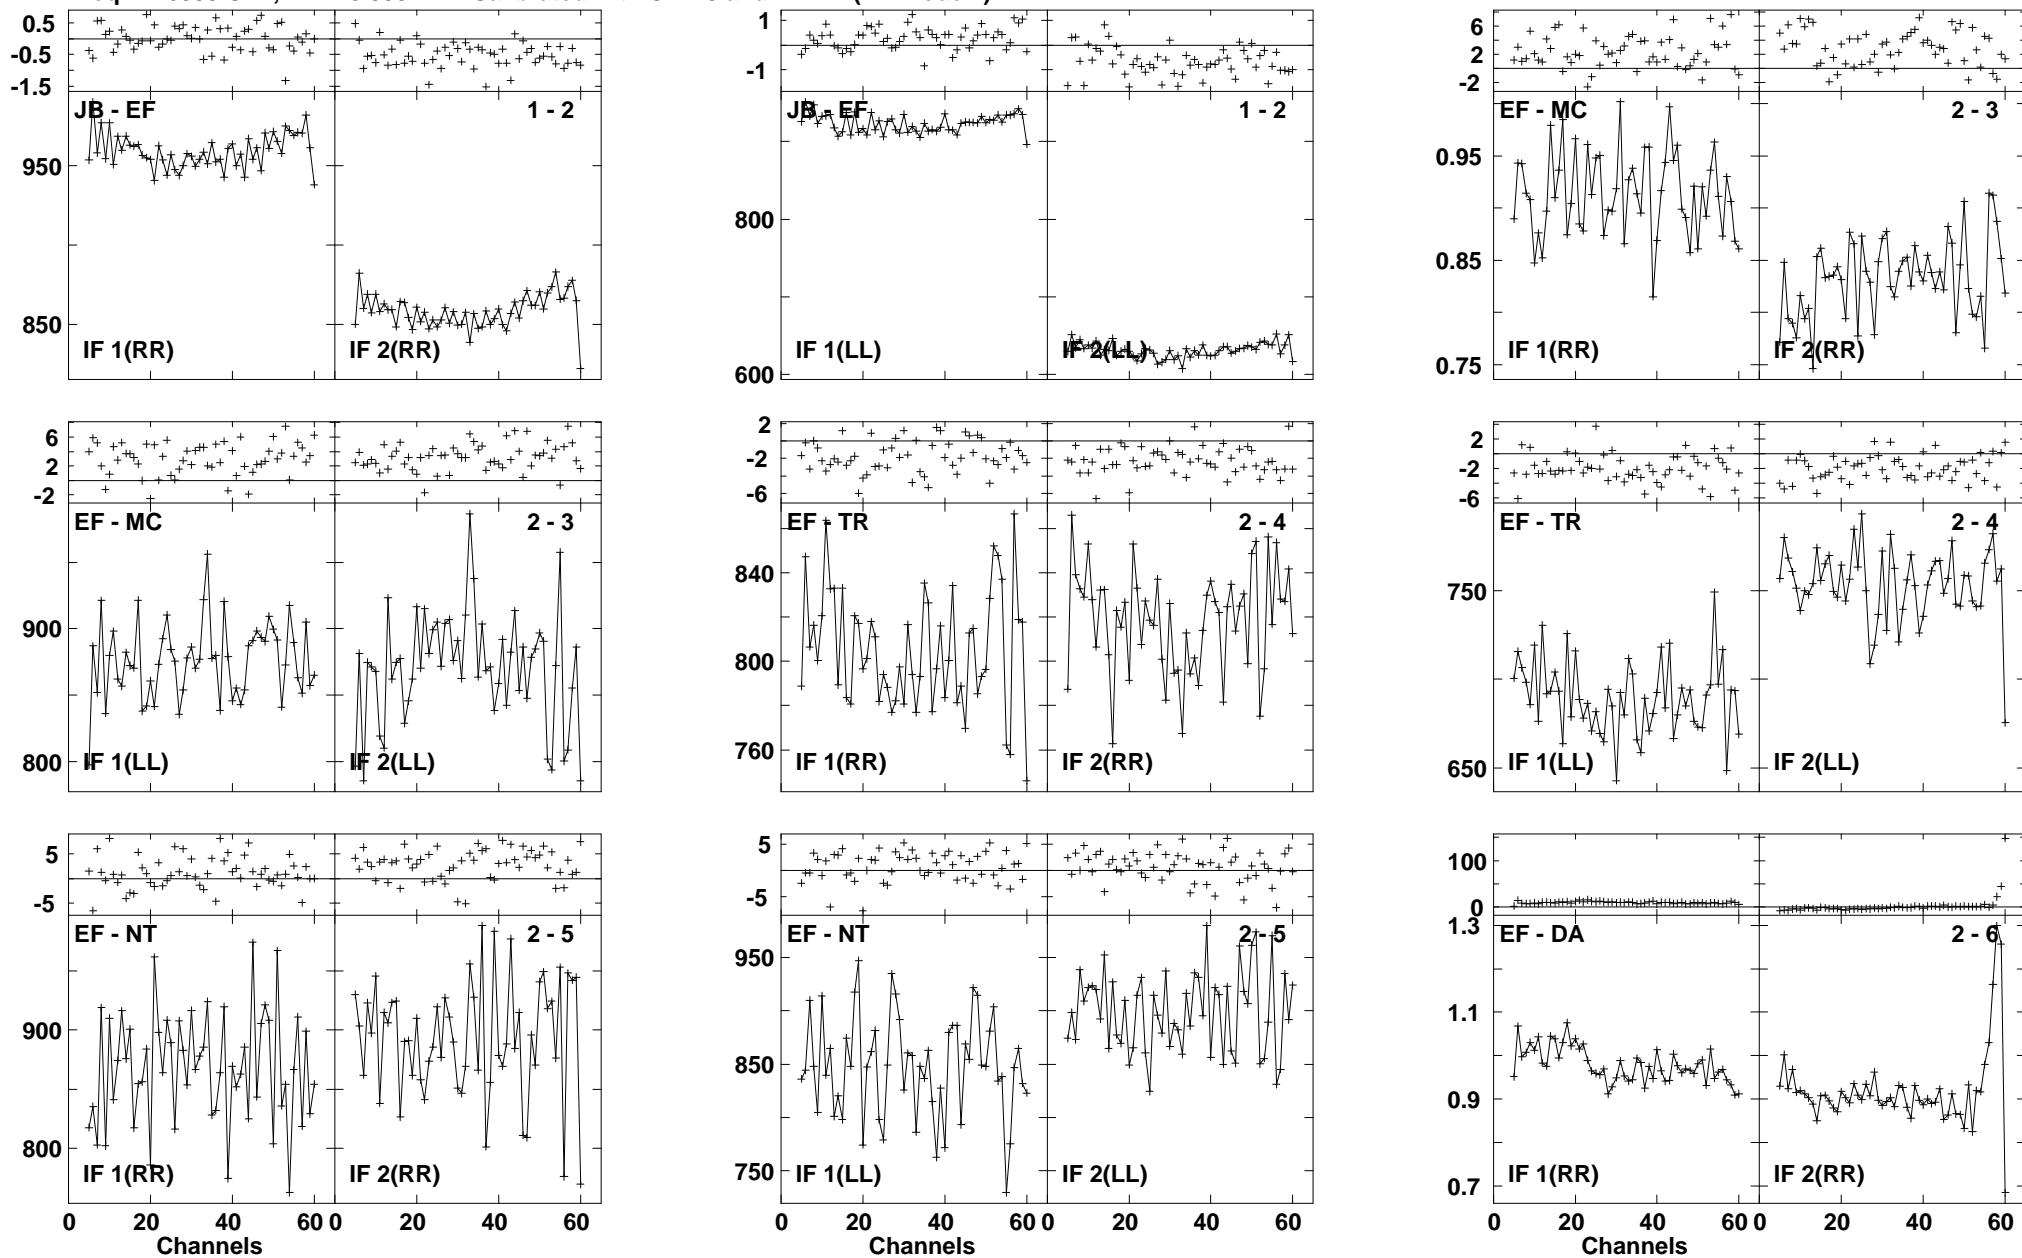 0.5
-0.5
-1.5
JB - EF
1 - 2
950
850
IF 1(RR)
IF 2(RR)
1
-1
JB - EF
1 - 2
800
600
IF 1(LL)
IF 2(LL)
6
2
-2
EF - MC
2 - 3
0.95
0.85
0.75
IF 1(RR)
IF 2(RR)
6
2
-2
EF - MC
2 - 3
900
800
IF 1(LL)
IF 2(LL)
2
-2
-6
EF - TR
2 - 4
840
800
760
IF 1(RR)
IF 2(RR)
2
-2
-6
EF - TR
2 - 4
750
650
IF 1(LL)
IF 2(LL)
5
-5
EF - NT
2 - 5
900
800
IF 1(RR)
IF 2(RR)
0 20 40 60 0 20 40 60
Channels
5
-5
EF - NT
2 - 5
950
850
750
IF 1(LL)
IF 2(LL)
0 20 40 60 0 20 40 60
Channels
100
0
EF - DA
2 - 6
1.3
1.1
0.9
0.7
IF 1(RR)
IF 2(RR)
0 20 40 60 0 20 40 60
Channels